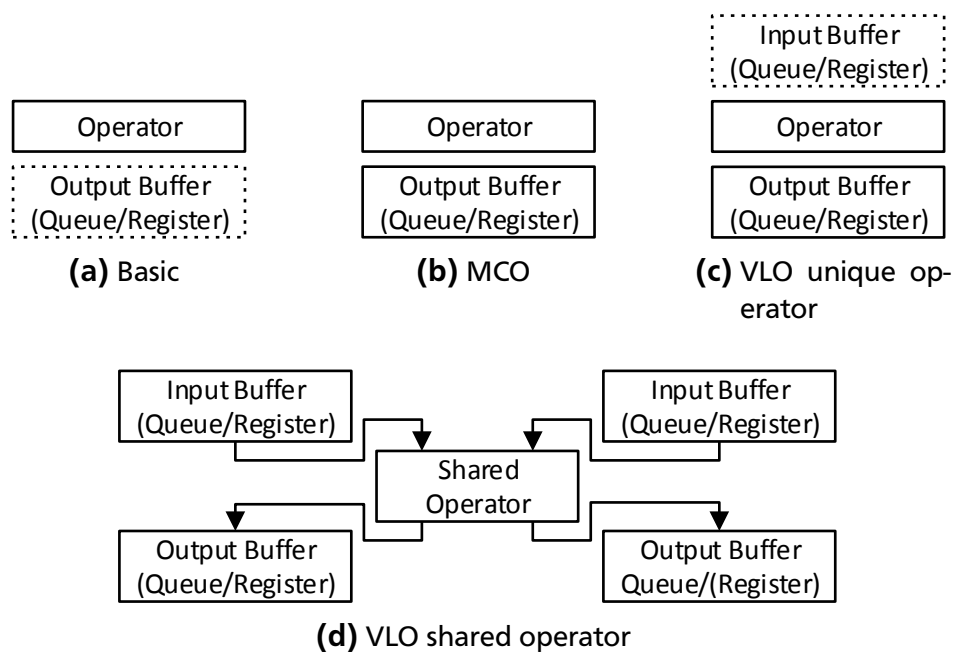 Operator
Output Buffer
(Queue/Register)
(a) Basic
Operator
Output Buffer
(Queue/Register)
(b) MCO
Input Buffer
(Queue/Register)
Operator
Output Buffer
(Queue/Register)
(c) VLO unique op-
erator
Input Buffer
(Queue/Register)
Input Buffer
(Queue/Register)
Shared
Operator
Output Buffer
(Queue/Register)
Output Buffer
Queue/(Register)
(d) VLO shared operator